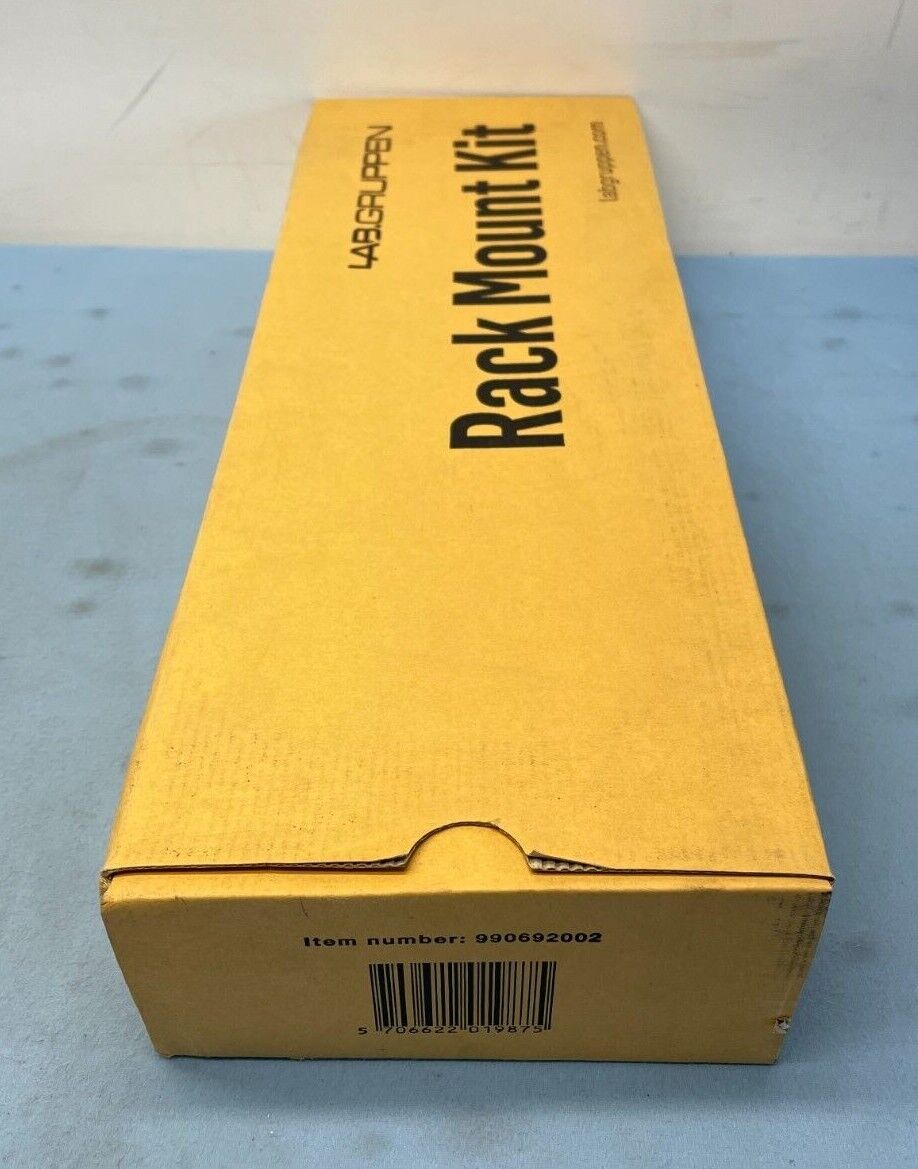 LAB.GRUPPEN
Rack Mount Kit
labgruppen.com
Item number: 990692002
5 706622 019875